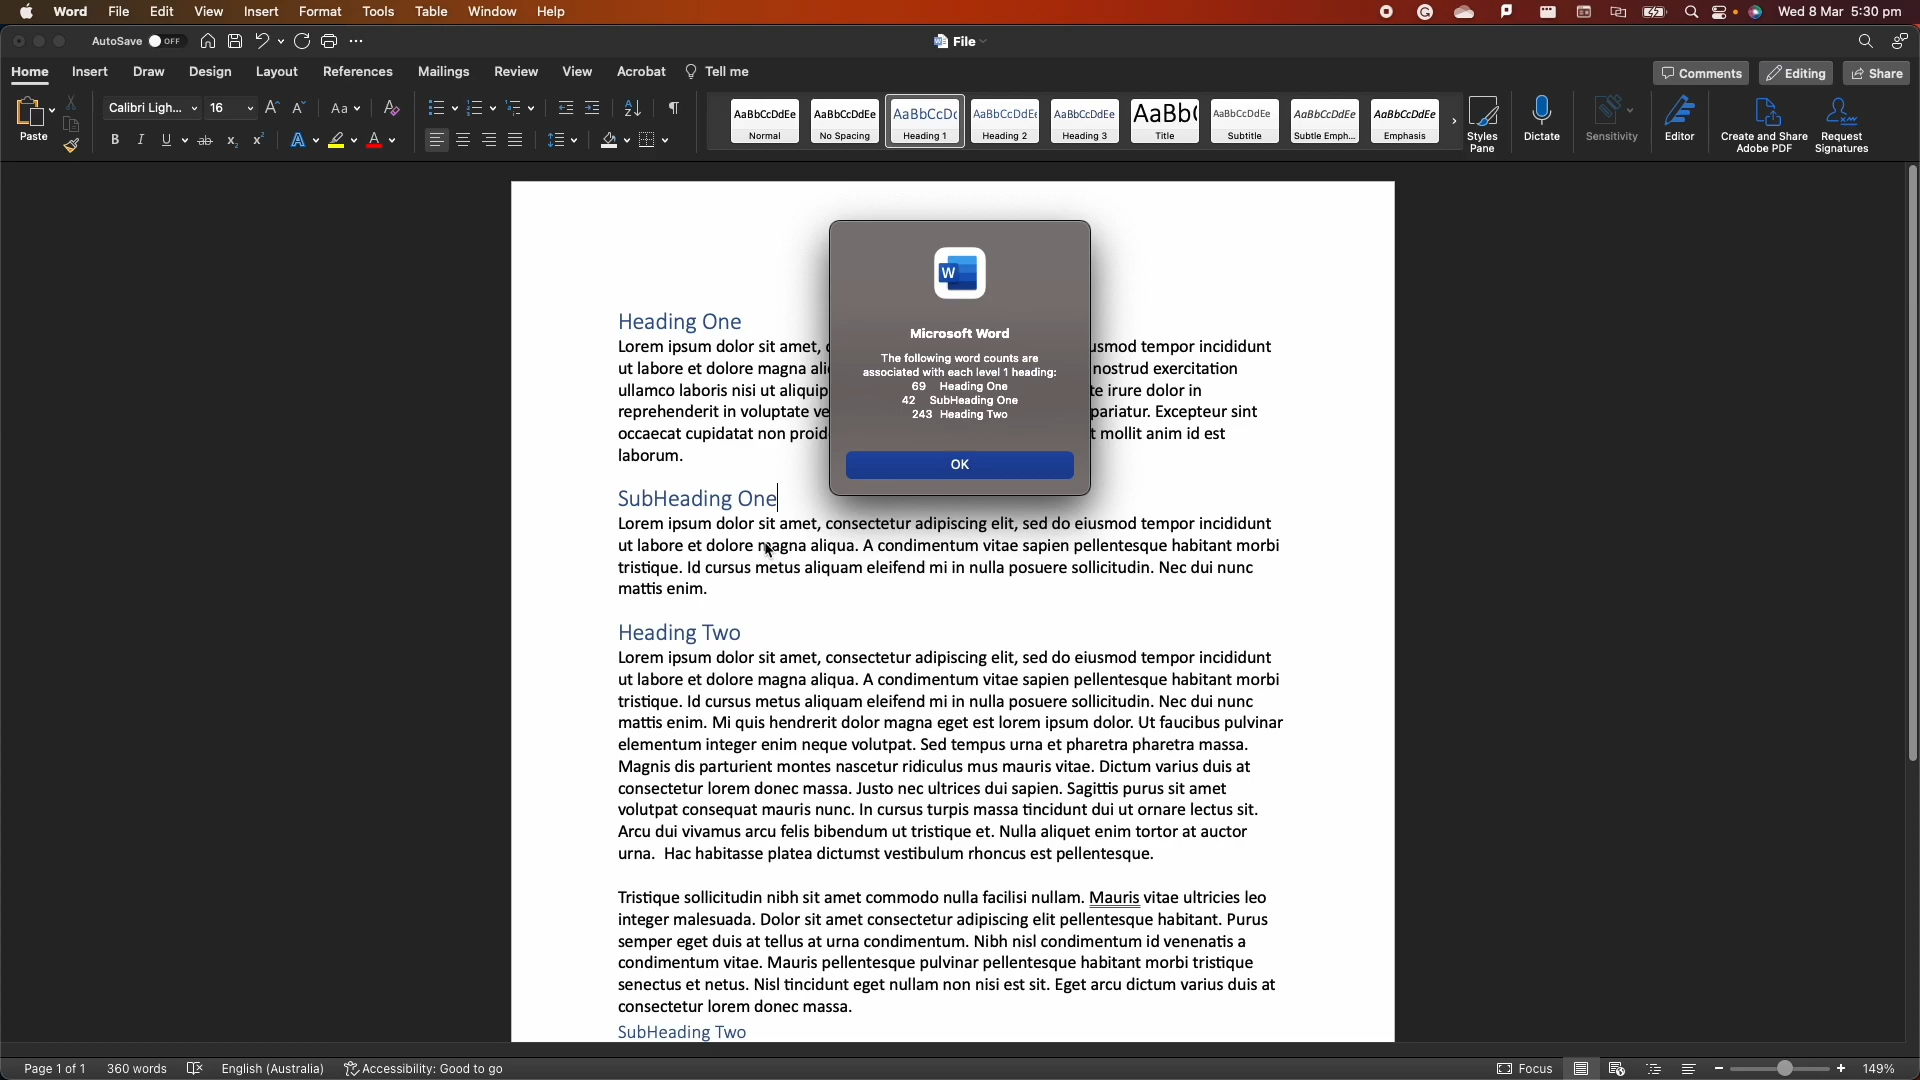 Word File Edit View Insert Format Tools Table Window Help Wed 8 Mar 5:30 pm
AutoSave OFF File
Home Insert Draw Design Layout References Mailings Review View Acrobat Tell me Comments Editing Share
Paste Calibri Ligh... 16 Aa
AaBbCcDdEe AaBbCcDdEe AaBbCcDc AaBbCcDdEe AaBbCcDdEe AaBb( AaBbCcDdEe AaBbCcDdEe AaBbCcDdEe
Normal No Spacing Heading 1 Heading 2 Heading 3 Title Subtitle Subtle Emph... Emphasis
Styles Pane Dictate Sensitivity Editor Create and Share Adobe PDF Request Signatures
W
Microsoft Word
The following word counts are
associated with each level 1 heading:
69 Heading One
42 SubHeading One
243 Heading Two
OK
Heading One
Lorem ipsum dolor sit amet, usmod tempor incididunt
ut labore et dolore magna ali nostrud exercitation
ullamco laboris nisi ut aliquip te irure dolor in
reprehenderit in voluptate ve pariatur. Excepteur sint
occaecat cupidatat non proid t mollit anim id est
laborum.
SubHeading One
Lorem ipsum dolor sit amet, consectetur adipiscing elit, sed do eiusmod tempor incididunt
ut labore et dolore magna aliqua. A condimentum vitae sapien pellentesque habitant morbi
tristique. Id cursus metus aliquam eleifend mi in nulla posuere sollicitudin. Nec dui nunc
mattis enim.
Heading Two
Lorem ipsum dolor sit amet, consectetur adipiscing elit, sed do eiusmod tempor incididunt
ut labore et dolore magna aliqua. A condimentum vitae sapien pellentesque habitant morbi
tristique. Id cursus metus aliquam eleifend mi in nulla posuere sollicitudin. Nec dui nunc
mattis enim. Mi quis hendrerit dolor magna eget est lorem ipsum dolor. Ut faucibus pulvinar
elementum integer enim neque volutpat. Sed tempus urna et pharetra pharetra massa.
Magnis dis parturient montes nascetur ridiculus mus mauris vitae. Dictum varius duis at
consectetur lorem donec massa. Justo nec ultrices dui sapien. Sagittis purus sit amet
volutpat consequat mauris nunc. In cursus turpis massa tincidunt dui ut ornare lectus sit.
Arcu dui vivamus arcu felis bibendum ut tristique et. Nulla aliquet enim tortor at auctor
urna. Hac habitasse platea dictumst vestibulum rhoncus est pellentesque.
Tristique sollicitudin nibh sit amet commodo nulla facilisi nullam. Mauris vitae ultricies leo
integer malesuada. Dolor sit amet consectetur adipiscing elit pellentesque habitant. Purus
semper eget duis at tellus at urna condimentum. Nibh nisl condimentum id venenatis a
condimentum vitae. Mauris pellentesque pulvinar pellentesque habitant morbi tristique
senectus et netus. Nisl tincidunt eget nullam non nisi est sit. Eget arcu dictum varius duis at
consectetur lorem donec massa.
SubHeading Two
Page 1 of 1 360 words English (Australia) Accessibility: Good to go Focus 149%